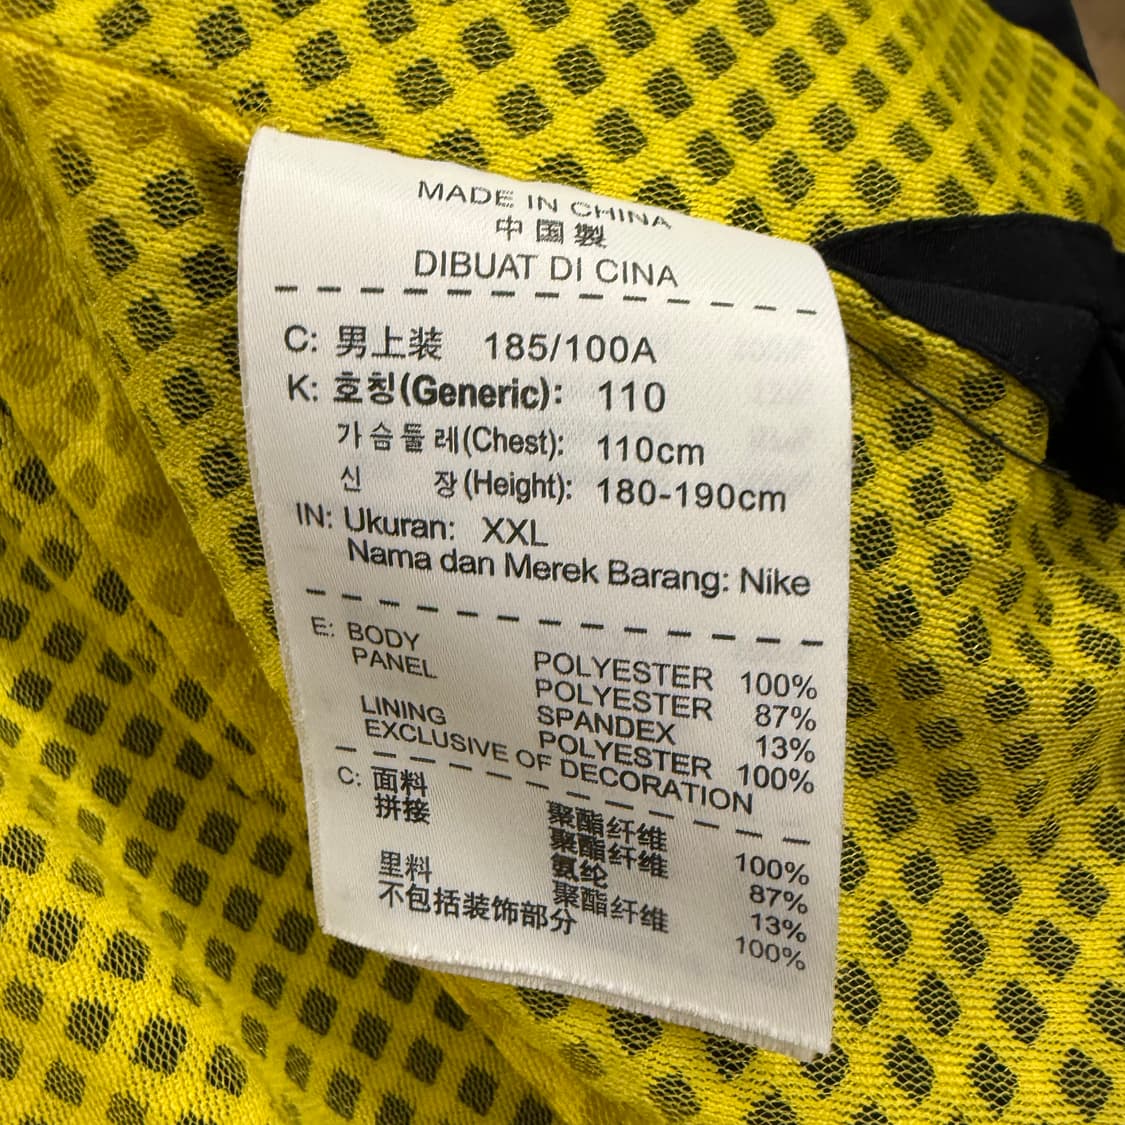 MADE IN CHINA
中国製
DIBUAT DI CINA
C: 男上装 185/100A
K: 호칭(Generic): 110
가슴둘레(Chest): 110cm
신 장(Height): 180-190cm
IN: Ukuran: XXL
Nama dan Merek Barang: Nike
E: BODY POLYESTER 100%
PANEL POLYESTER 87%
SPANDEX 13%
LINING POLYESTER 100%
EXCLUSIVE OF DECORATION
C: 面料 聚酯纤维 100%
拼接 聚酯纤维 87%
氨纶 13%
里料 聚酯纤维 100%
不包括装饰部分